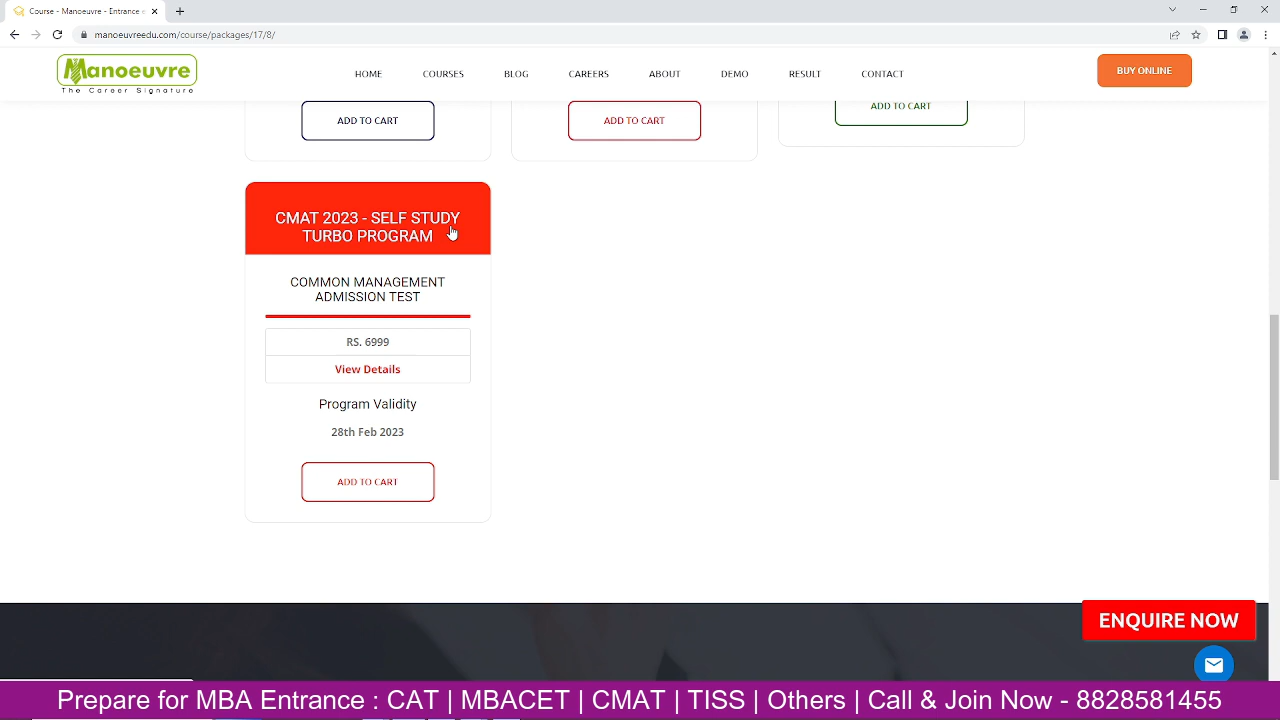 Course - Manoeuvre - Entrance e
manoeuvreedu.com/course/packages/17/8/
Manoeuvre
The Career Signature
HOME COURSES BLOG CAREERS ABOUT DEMO RESULT CONTACT
BUY ONLINE
ADD TO CART ADD TO CART ADD TO CART
CMAT 2023 - SELF STUDY
TURBO PROGRAM
COMMON MANAGEMENT
ADMISSION TEST
RS. 6999
View Details
Program Validity
28th Feb 2023
ADD TO CART
ENQUIRE NOW
Prepare for MBA Entrance : CAT | MBACET | CMAT | TISS | Others | Call & Join Now - 8828581455